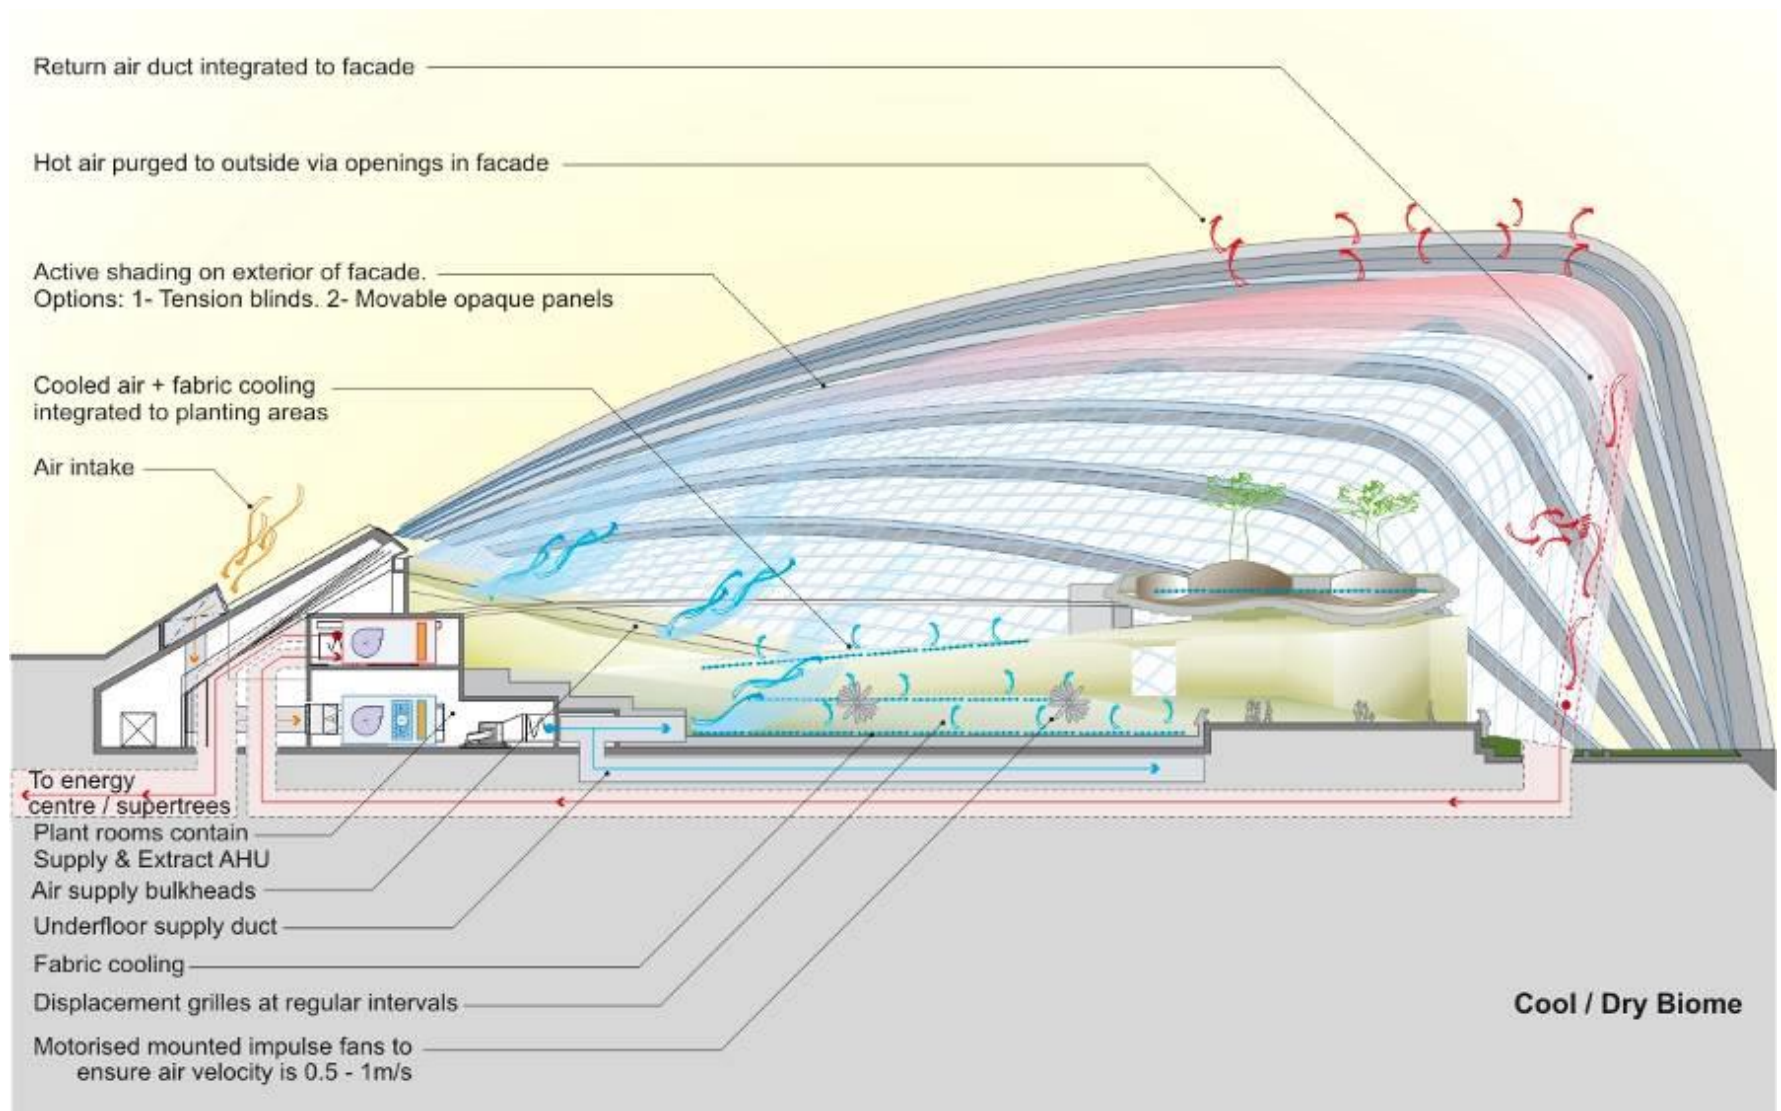 Return air duct integrated to facade
Hot air purged to outside via openings in facade
Active shading on exterior of facade.
Options: 1- Tension blinds. 2- Movable opaque panels
Cooled air + fabric cooling
integrated to planting areas
Air intake
To energy
centre / supertrees
Plant rooms contain
Supply & Extract AHU
Air supply bulkheads
Underfloor supply duct
Fabric cooling
Displacement grilles at regular intervals
Motorised mounted impulse fans to
ensure air velocity is 0.5 - 1m/s
Cool / Dry Biome